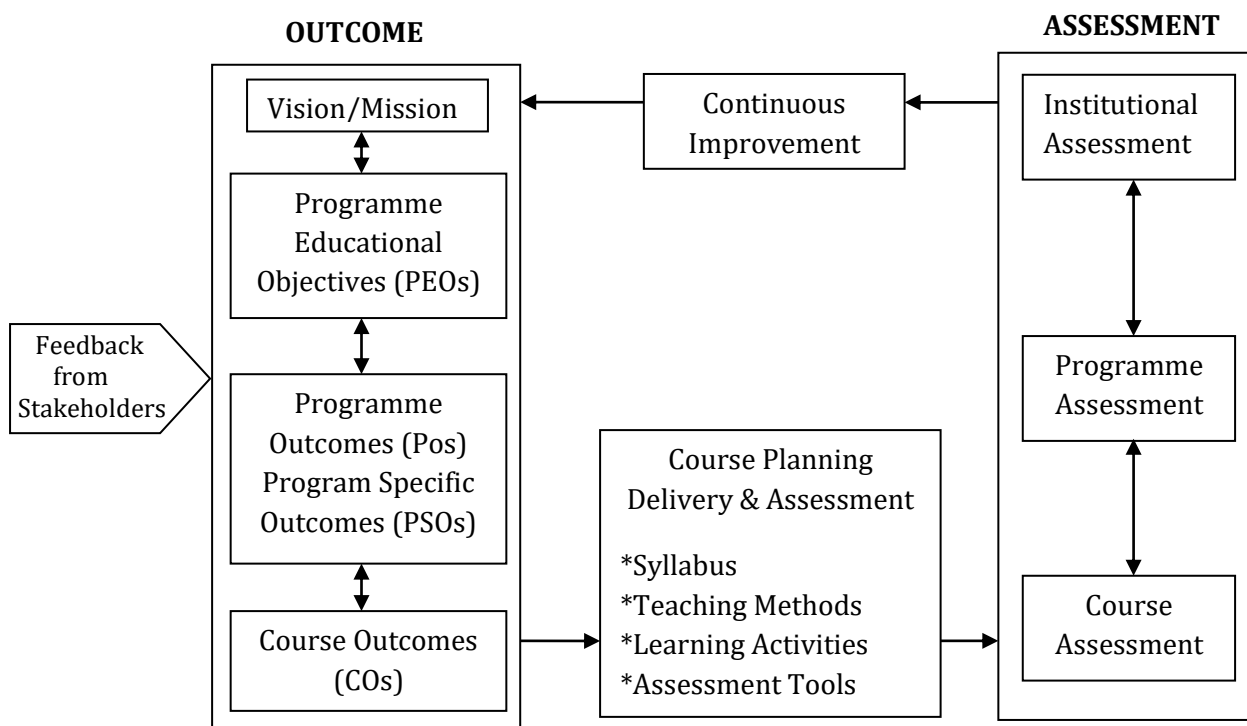 OUTCOME
Vision/Mission
Programme
Educational
Objectives (PEOs)
Programme
Outcomes (Pos)
Program Specific
Outcomes (PSOs)
Course Outcomes
(COs)
Feedback
from
Stakeholders
Continuous
Improvement
Course Planning
Delivery & Assessment
*Syllabus
*Teaching Methods
*Learning Activities
*Assessment Tools
ASSESSMENT
Institutional
Assessment
Programme
Assessment
Course
Assessment